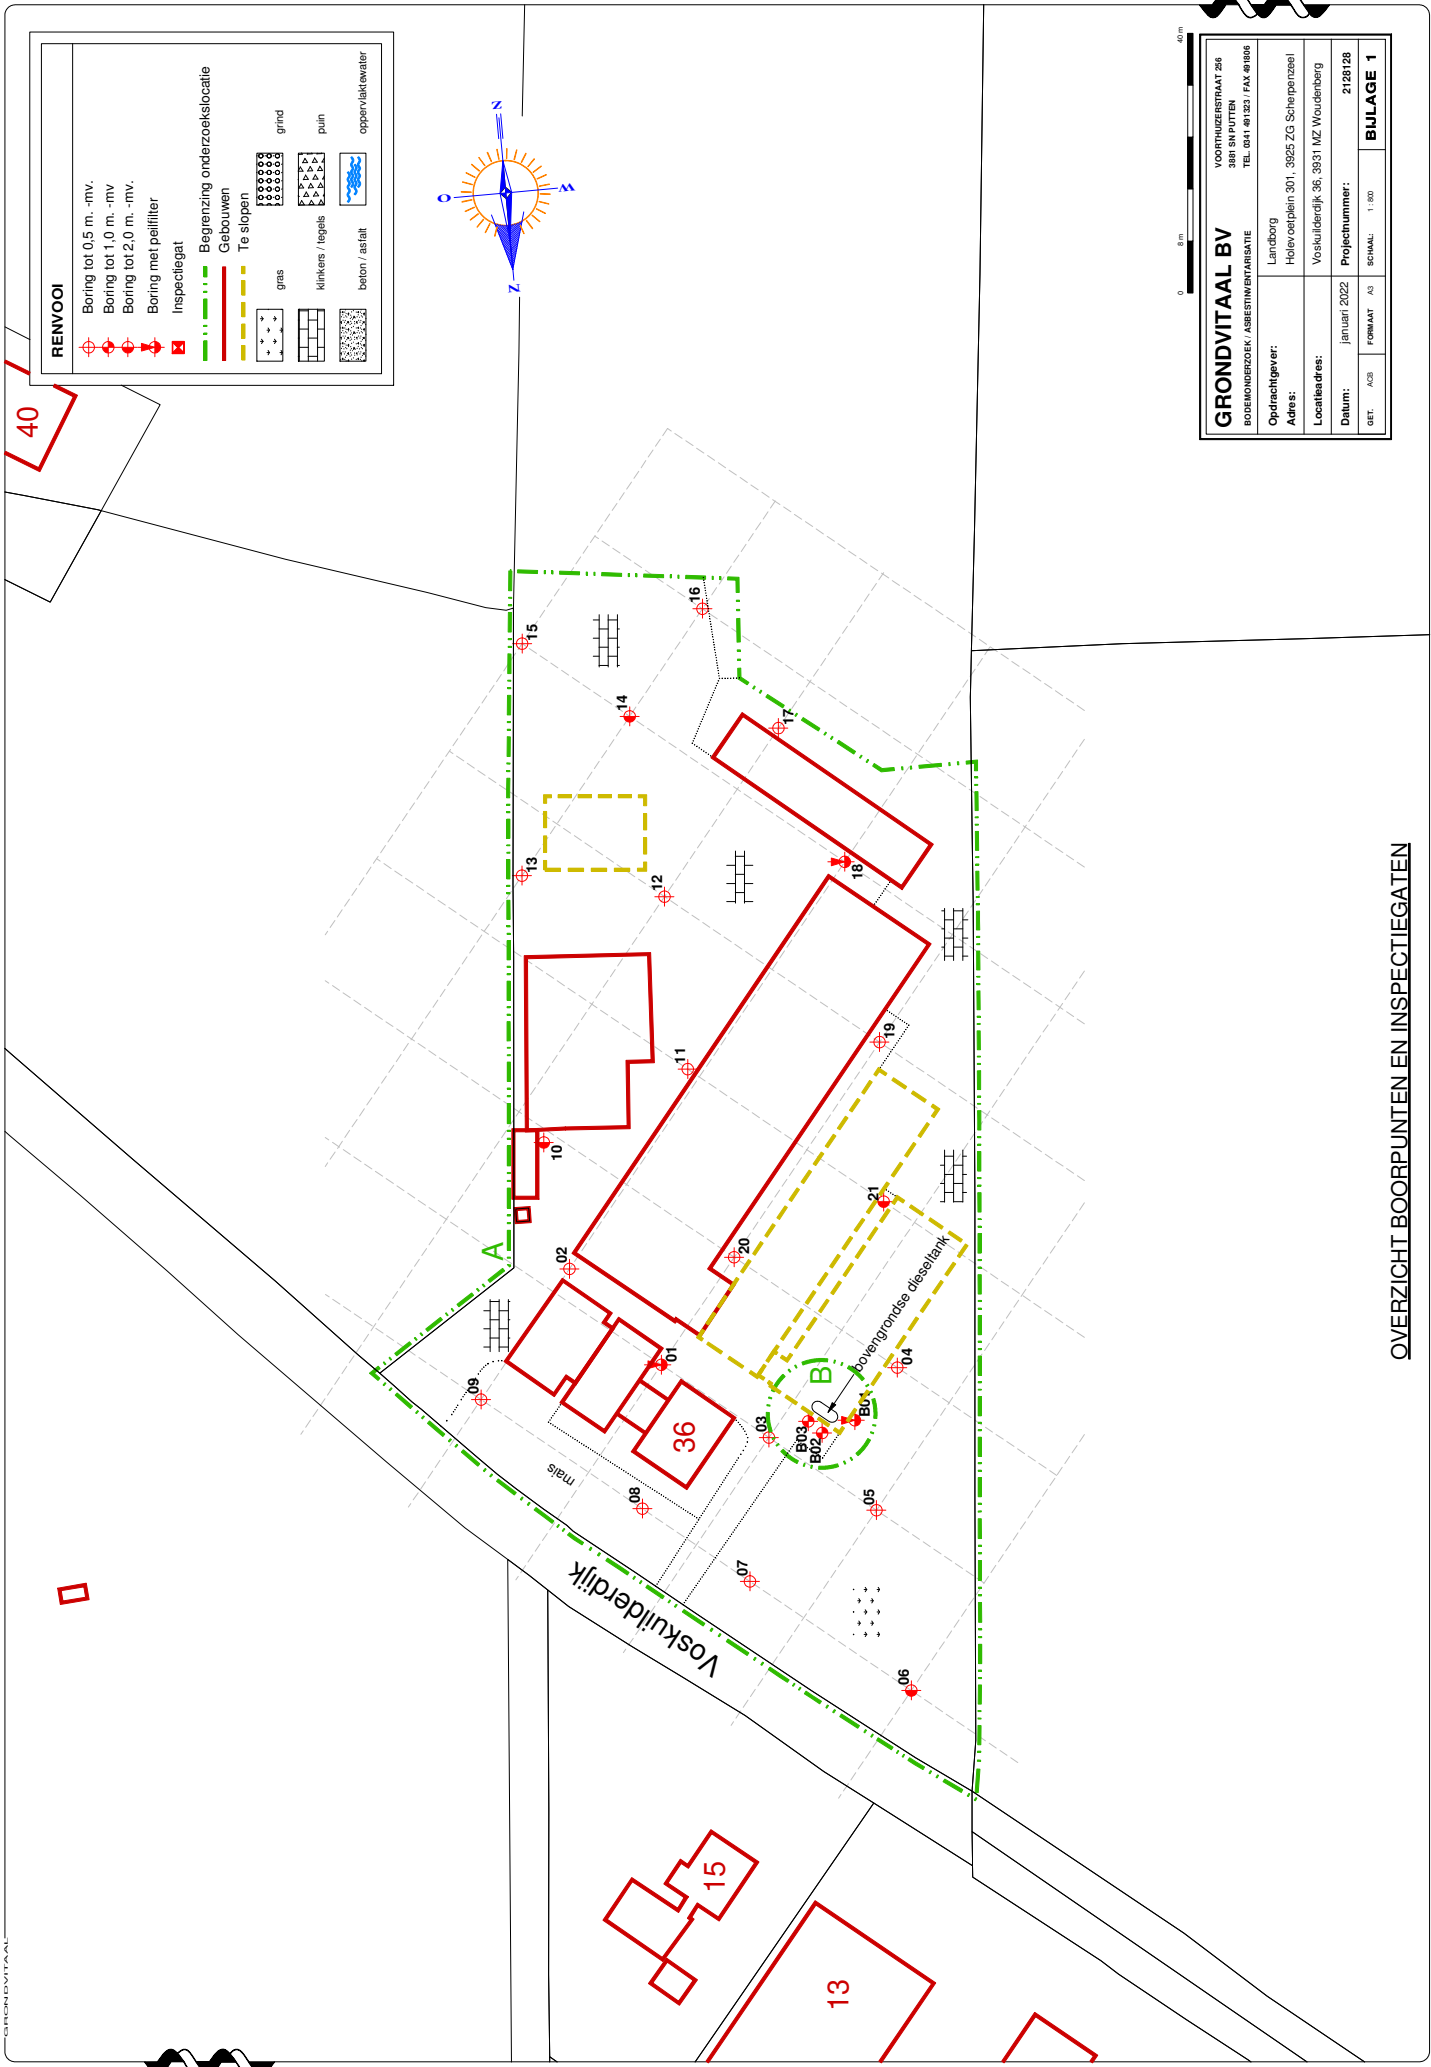 RENVOOI
Boring tot 0,5 m. -mv.
Boring tot 1,0 m. -mv
Boring tot 2,0 m. -mv.
Boring met peilfilter
Inspectiegat
Begrenzing onderzoekslocatie
Gebouwen
Te slopen
gras
grind
klinkers / tegels
puin
beton / asfalt
oppervlaktewater
40
N
O
W
Z
15
16
14
17
13
12
18
11
19
10
A
02
20
21
bovengrondse dieseltank
01
09
36
03
B
04
B03
B02
B01
mais
08
05
07
06
Voskuilderdijk
15
13
0
8 m
40 m
GRONDVITAAL BV
VOORTHUIZERSTRAAT 256
3881 SN PUTTEN
BODEMONDERZOEK / ASBESTINVENTARISATIE
TEL. 0341 491323 / FAX 491806
Opdrachtgever:
Landborg
Adres:
Holevoetplein 301, 3925 ZG Scherpenzeel
Locatieadres:
Voskuilderdijk 36, 3931 MZ Woudenberg
Datum:
januari 2022
Projectnummer:
2128128
GET.
ACB
FORMAAT
A3
SCHAAL:
1 : 800
BIJLAGE 1
OVERZICHT BOORPUNTEN EN INSPECTIEGATEN